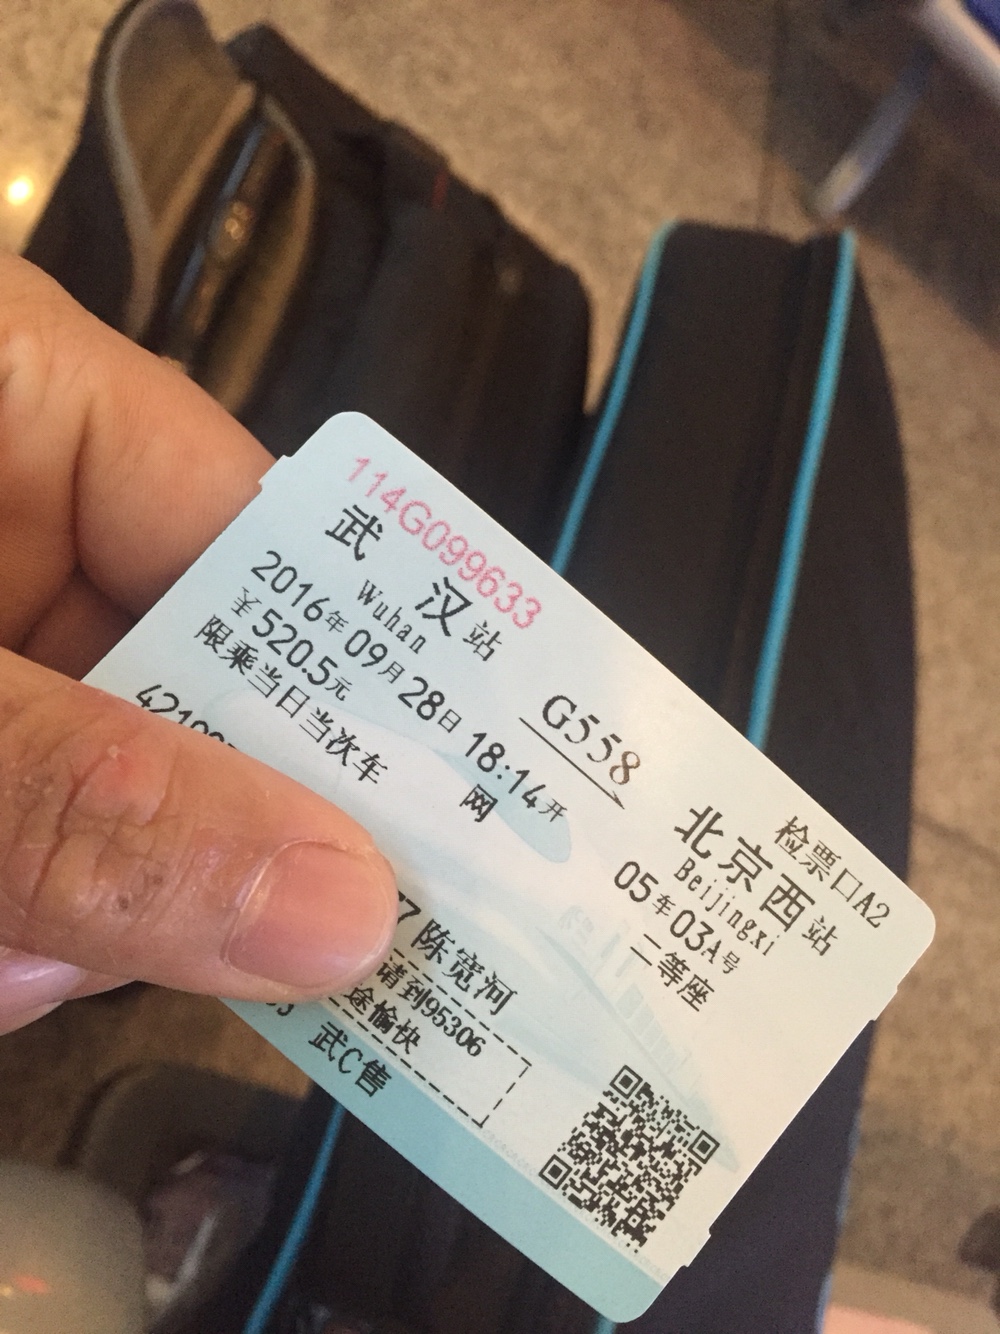 114G099633
检票口A2
武汉站
G558
北京西站
Wuhan
Beijingxi
2016年09月28日18:14开
05车03A号
￥520.5元
网
二等座
限乘当日当次车
77陈宽河
请到95306
途愉快
武C售